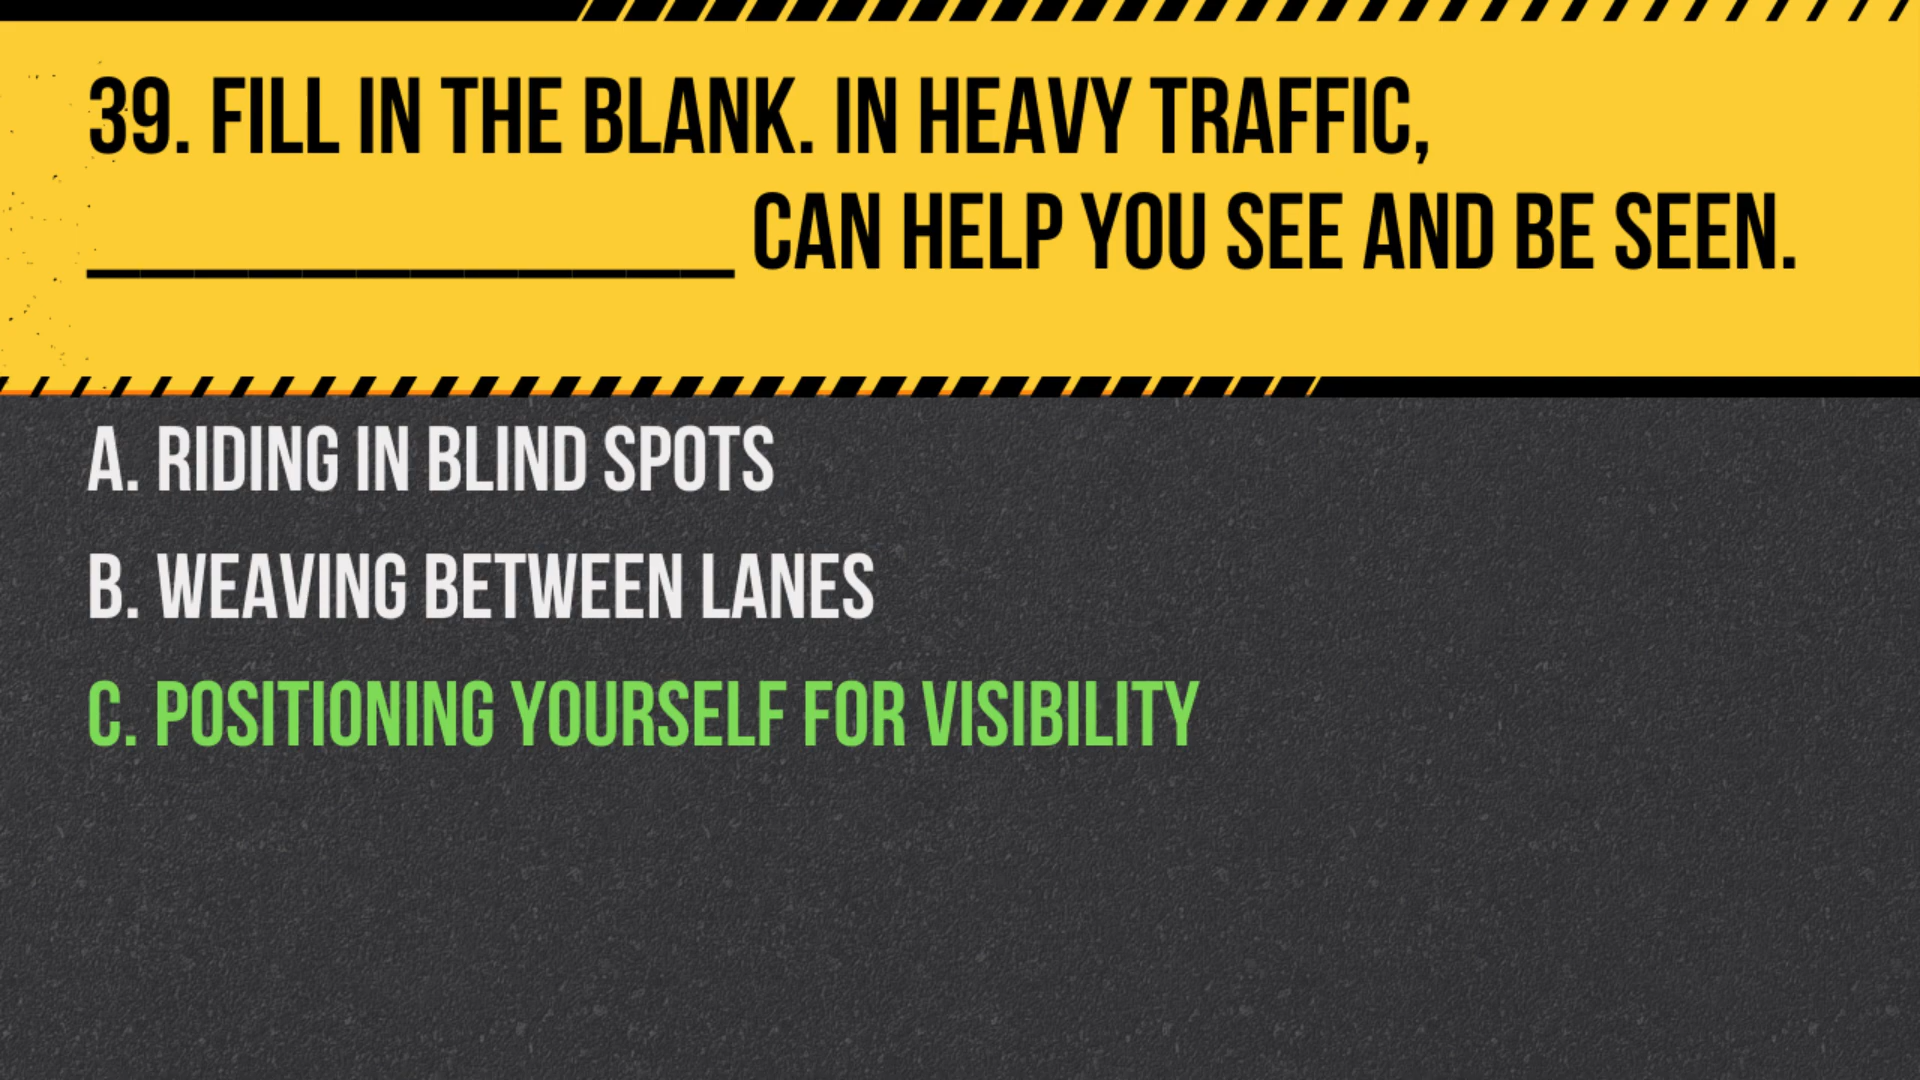 39. FILL IN THE BLANK. IN HEAVY TRAFFIC,
____________ CAN HELP YOU SEE AND BE SEEN.
A. RIDING IN BLIND SPOTS
B. WEAVING BETWEEN LANES
C. POSITIONING YOURSELF FOR VISIBILITY